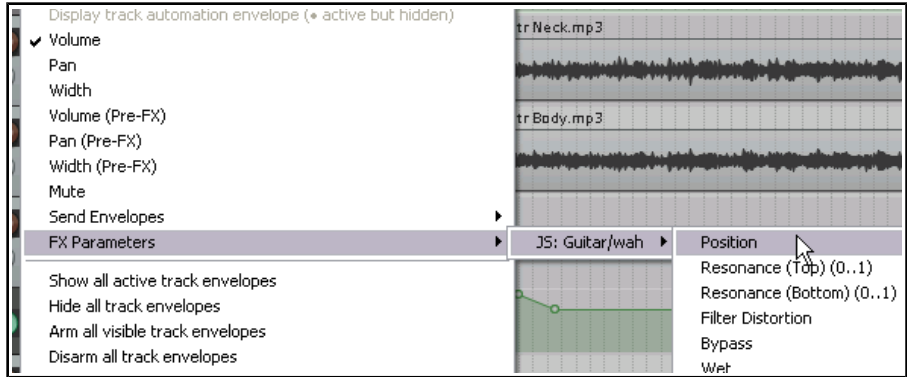 Display track automation envelope (• active but hidden)
Volume
Pan
Width
Volume (Pre-FX)
Pan (Pre-FX)
Width (Pre-FX)
Mute
Send Envelopes
FX Parameters
Show all active track envelopes
Hide all track envelopes
Arm all visible track envelopes
Disarm all track envelopes
JS: Guitar/wah
Position
Resonance (Top) (0..1)
Resonance (Bottom) (0..1)
Filter Distortion
Bypass
Wet
tr Neck.mp3
tr Body.mp3